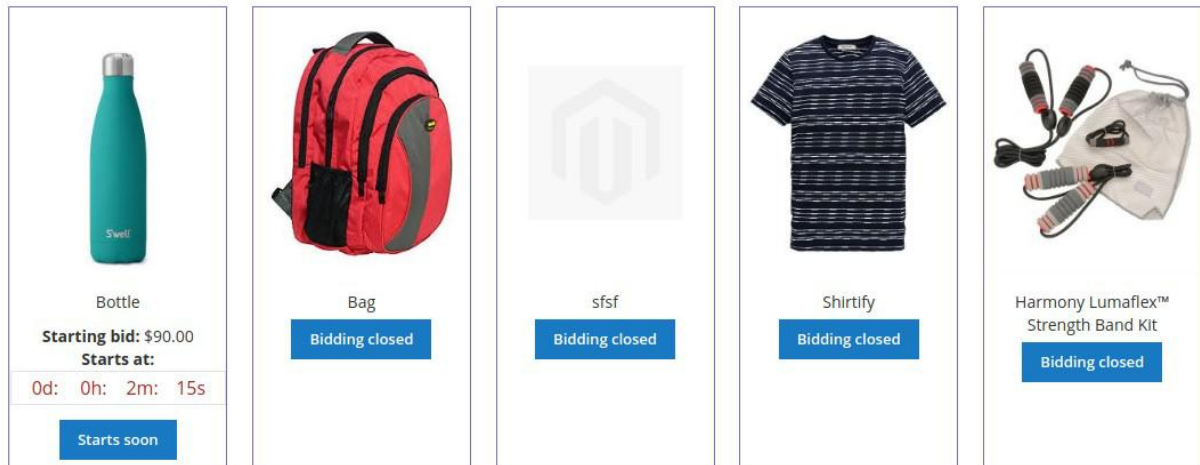 S'well
Bottle
Starting bid: $90.00
Starts at:
0d: 0h: 2m: 15s
Starts soon
Bag
Bidding closed
sfsf
Bidding closed
Shirtify
Bidding closed
Harmony Lumaflex™
Strength Band Kit
Bidding closed